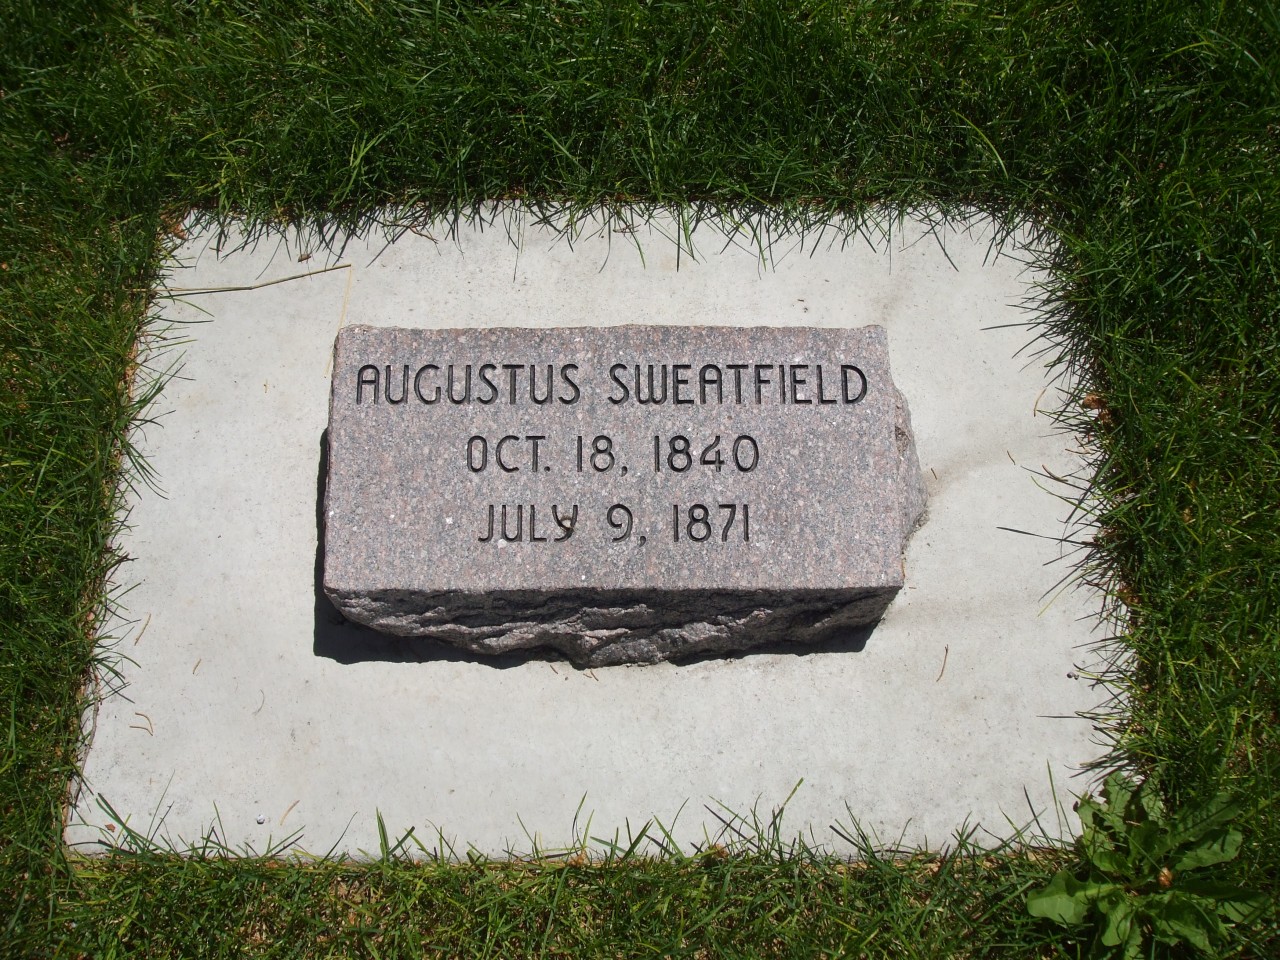 AUGUSTUS SWEATFIELD
OCT. 18, 1840
JULY 9, 1871